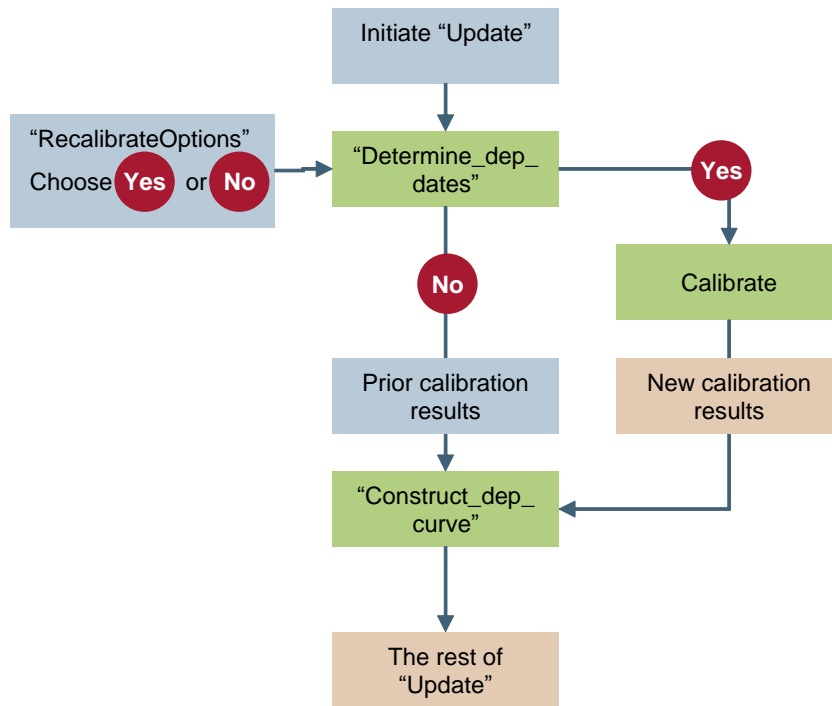 Initiate “Update”
“RecalibrateOptions”
Choose Yes or No
“Determine_dep_
dates”
Yes
No
Calibrate
Prior calibration
results
New calibration
results
“Construct_dep_
curve”
The rest of
“Update”